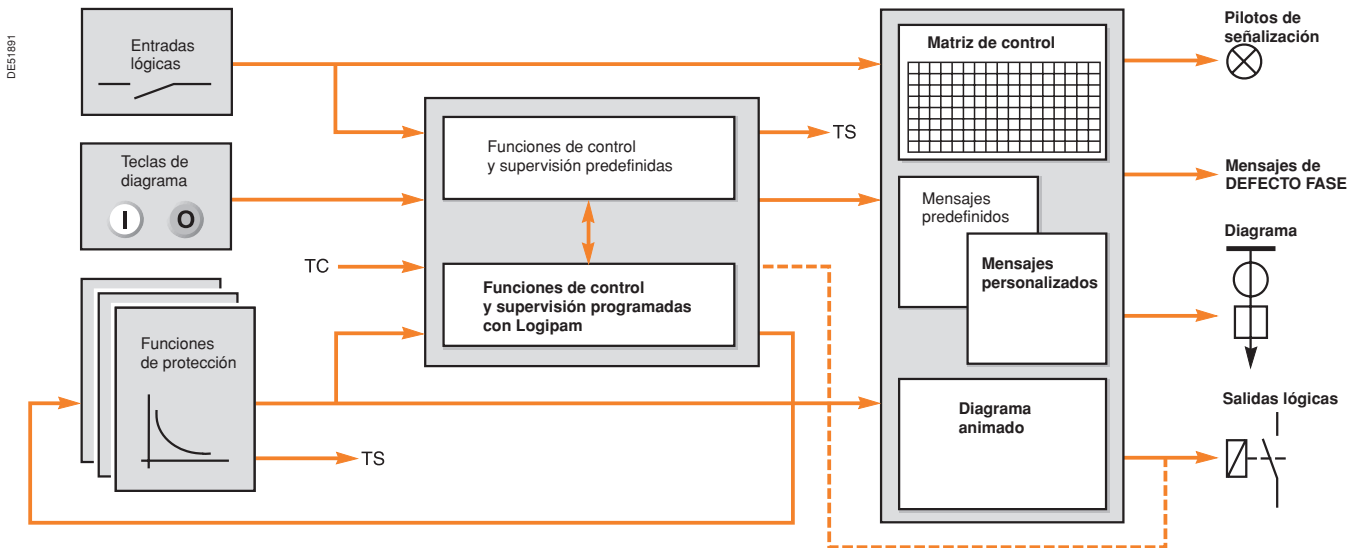 DE51891
Entradas
lógicas
Teclas de
diagrama
I O
Funciones
de protección
TS
TC
Funciones de control
y supervisión predefinidas
TS
Funciones de control
y supervisión programadas
con Logipam
Matriz de control
Mensajes
predefinidos
Mensajes
personalizados
Diagrama
animado
Pilotos de
señalización
Mensajes de
DEFECTO FASE
Diagrama
Salidas lógicas